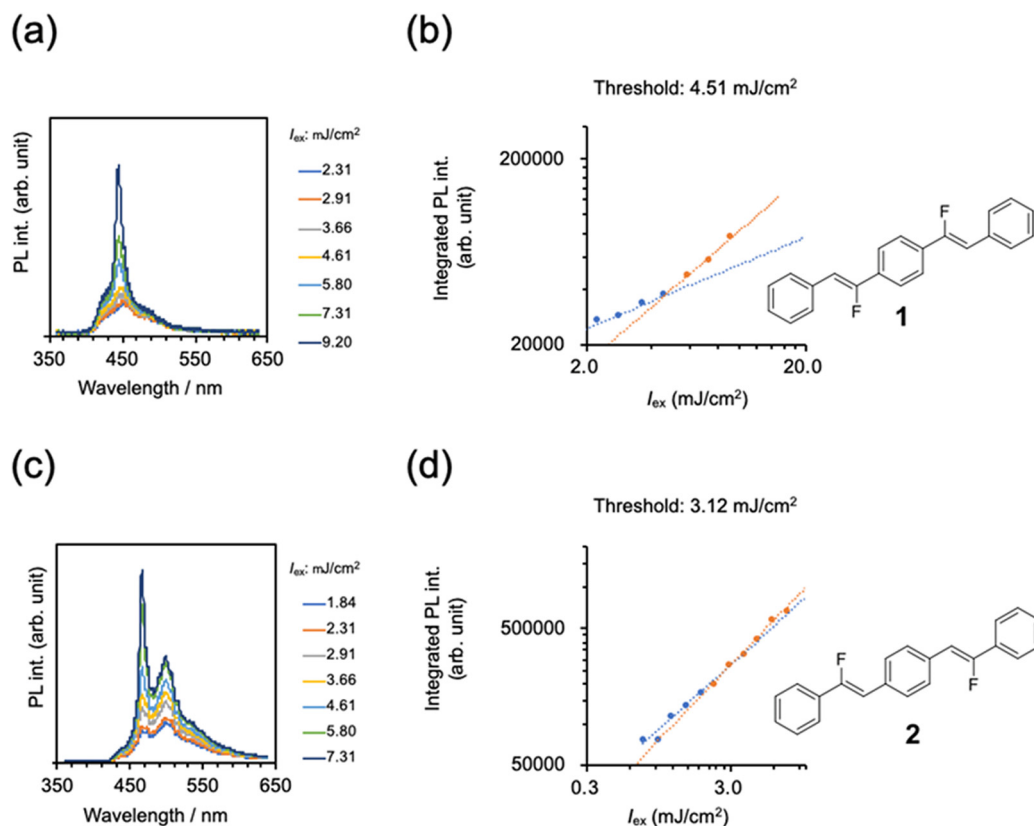 (a)
PL int. (arb. unit)
350
450
550
650
Wavelength / nm
Iex: mJ/cm2
2.31
2.91
3.66
4.61
5.80
7.31
9.20
(b)
Threshold: 4.51 mJ/cm2
Integrated PL int.
(arb. unit)
200000
20000
2.0
20.0
Iex (mJ/cm2)
F
F
1
(c)
PL int. (arb. unit)
350
450
550
650
Wavelength / nm
Iex: mJ/cm2
1.84
2.31
2.91
3.66
4.61
5.80
7.31
(d)
Threshold: 3.12 mJ/cm2
Integrated PL int.
(arb. unit)
500000
50000
0.3
3.0
Iex (mJ/cm2)
F
F
2